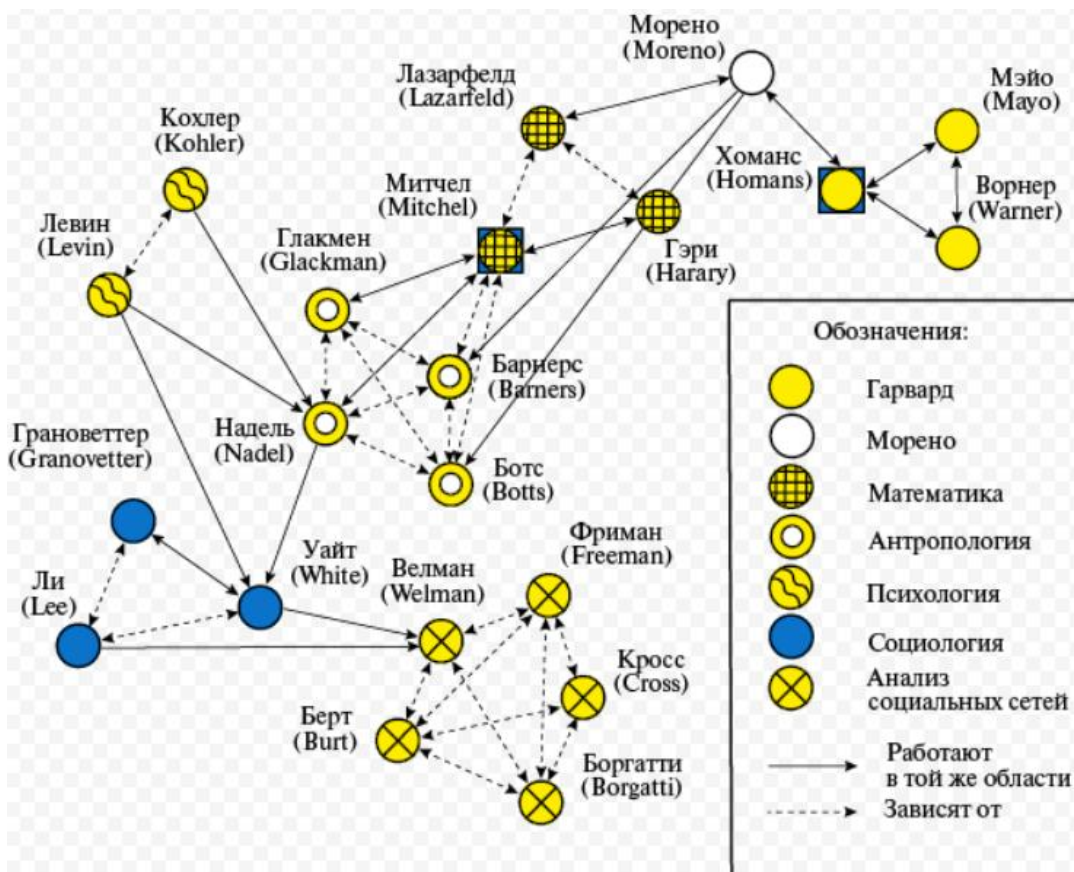 Морено
(Moreno)
Лазарфелд
(Lazarfeld)
Мэйо
(Mayo)
Кохлер
(Kohler)
Хоманс
(Homans)
Митчел
(Mitchel)
Ворнер
(Warner)
Левин
(Levin)
Глакмен
(Glackman)
Гэри
(Harary)
Барнерс
(Barners)
Грановеттер
(Granovetter)
Надель
(Nadel)
Ботс
(Botts)
Фриман
(Freeman)
Уайт
(White)
Велман
(Welman)
Ли
(Lee)
Кросс
(Cross)
Берт
(Burt)
Боргатти
(Borgatti)
Обозначения:
Гарвард
Морено
Математика
Антропология
Психология
Социология
Анализ
социальных сетей
Работают
в той же области
Зависят от